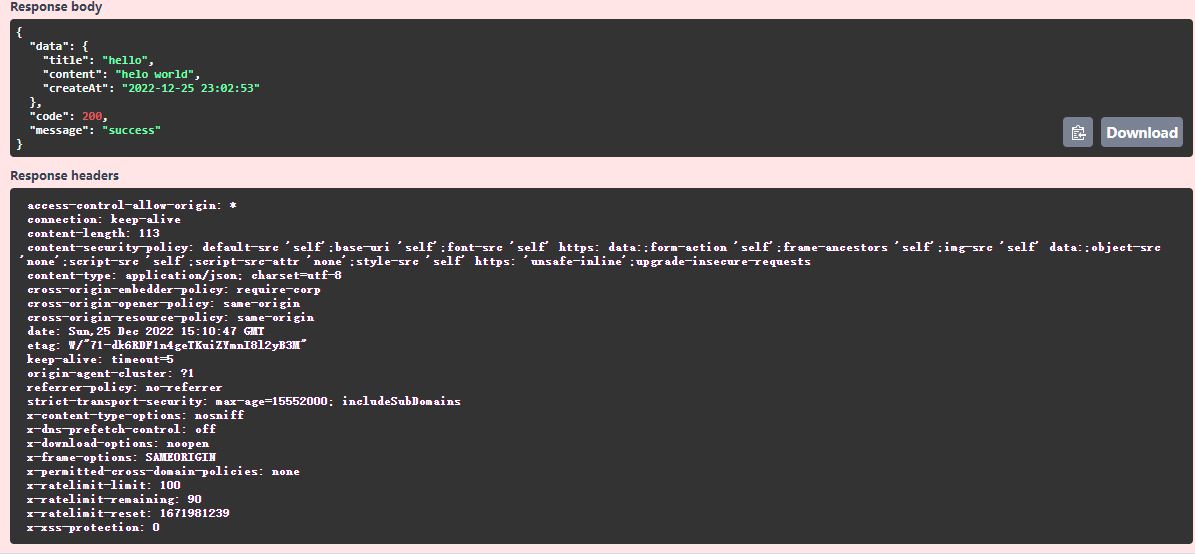 Response body
{
  "data": {
    "title": "hello",
    "content": "helo world",
    "createAt": "2022-12-25 23:02:53"
  },
  "code": 200,
  "message": "success"
}
Download
Response headers
access-control-allow-origin: *
connection: keep-alive
content-length: 113
content-security-policy: default-src 'self';base-uri 'self';font-src 'self' https: data:;form-action 'self';frame-ancestors 'self';img-src 'self' data:;object-src
'none';script-src 'self';script-src-attr 'none';style-src 'self' https: 'unsafe-inline';upgrade-insecure-requests
content-type: application/json; charset=utf-8
cross-origin-embedder-policy: require-corp
cross-origin-opener-policy: same-origin
cross-origin-resource-policy: same-origin
date: Sun,25 Dec 2022 15:10:47 GMT
etag: W/"71-dk6RDF1n4geTKuiZYmnI8l2yB3M"
keep-alive: timeout=5
origin-agent-cluster: ?1
referrer-policy: no-referrer
strict-transport-security: max-age=15552000; includeSubDomains
x-content-type-options: nosniff
x-dns-prefetch-control: off
x-download-options: noopen
x-frame-options: SAMEORIGIN
x-permitted-cross-domain-policies: none
x-ratelimit-limit: 100
x-ratelimit-remaining: 90
x-ratelimit-reset: 1671981239
x-xss-protection: 0